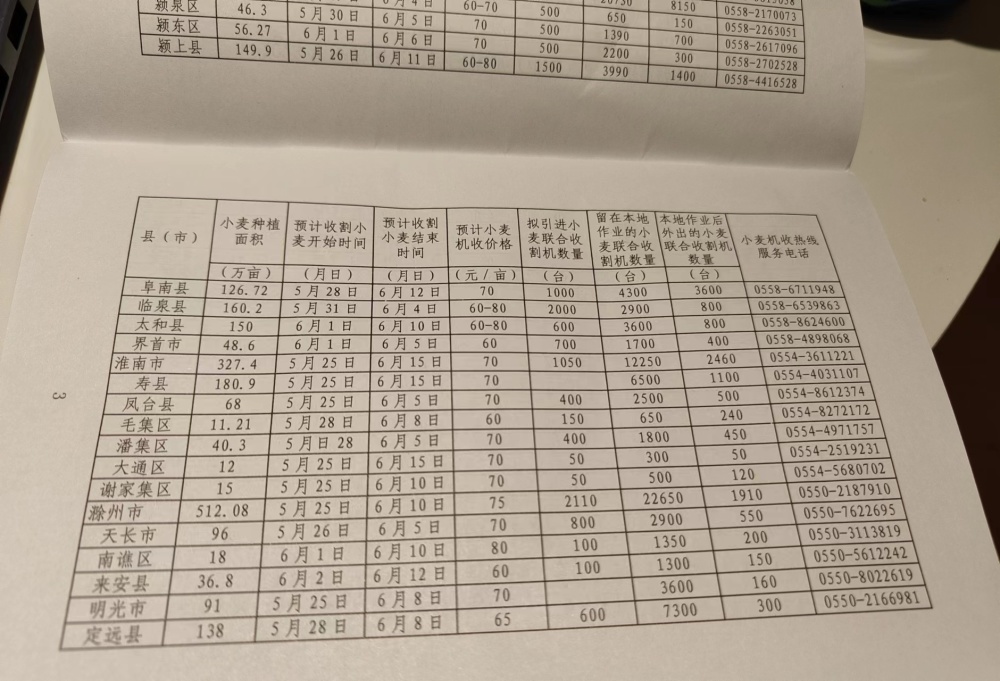 8150 0558-2170073
6月4日 60-70 500 650 150 0558-2263051
颍泉区 46.3 5月30日 6月5日 70 500 1390 700 0558-2617096
颍东区 56.27 6月1日 6月6日 70 500 2200 300 0558-2702528
颍上县 149.9 5月26日 6月11日 60-80 1500 3990 1400 0558-4416528
县（市）
小麦种植
面积
（万亩）
预计收割小
麦开始时间
（月日）
预计收割
小麦结束
时间
（月日）
预计小麦
机收价格
（元/亩）
拟引进小
麦联合收
割机数量
（台）
留在本地
作业的小
麦联合收
割机数量
（台）
本地作业后
外出的小麦
联合收割机
数量
（台）
小麦机收热线
服务电话
阜南县 126.72 5月28日 6月12日 70 1000 4300 3600 0558-6711948
临泉县 160.2 5月31日 6月4日 60-80 2000 2900 800 0558-6539863
太和县 150 6月1日 6月10日 60-80 600 3600 800 0558-8624600
界首市 48.6 6月1日 6月5日 60 700 1700 400 0558-4898068
淮南市 327.4 5月25日 6月15日 70 1050 12250 2460 0554-3611221
寿县 180.9 5月25日 6月15日 70 6500 1100 0554-4031107
凤台县 68 5月25日 6月5日 70 400 2500 500 0554-8612374
毛集区 11.21 5月28日 6月8日 60 150 650 240 0554-8272172
潘集区 40.3 5月日28 6月5日 70 400 1800 450 0554-4971757
大通区 12 5月25日 6月15日 70 50 300 50 0554-2519231
谢家集区 15 5月25日 6月10日 70 50 500 120 0554-5680702
滁州市 512.08 5月25日 6月10日 75 2110 22650 1910 0550-2187910
天长市 96 5月26日 6月5日 70 800 2900 550 0550-7622695
南谯区 18 6月1日 6月10日 80 100 1350 200 0550-3113819
来安县 36.8 6月2日 6月12日 60 100 1300 150 0550-5612242
明光市 91 5月25日 6月8日 70 3600 160 0550-8022619
定远县 138 5月28日 6月8日 65 600 7300 300 0550-2166981
3